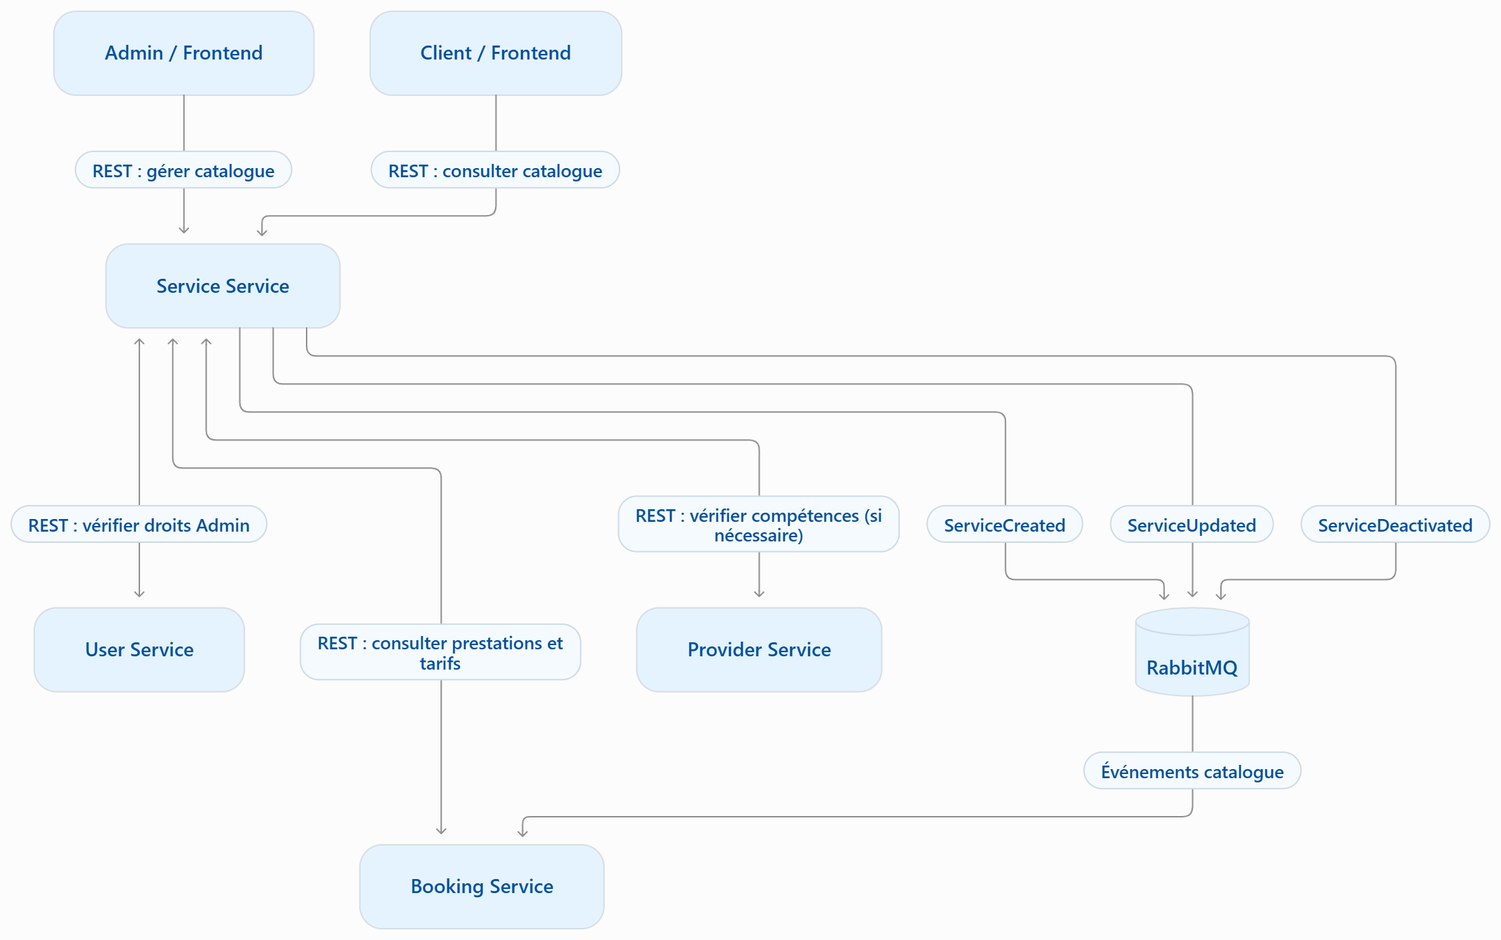 Admin / Frontend
Client / Frontend
REST : gérer catalogue
REST : consulter catalogue
Service Service
REST : vérifier droits Admin
REST : vérifier compétences (si
nécessaire)
ServiceCreated
ServiceUpdated
ServiceDeactivated
User Service
REST : consulter prestations et
tarifs
Provider Service
RabbitMQ
Événements catalogue
Booking Service